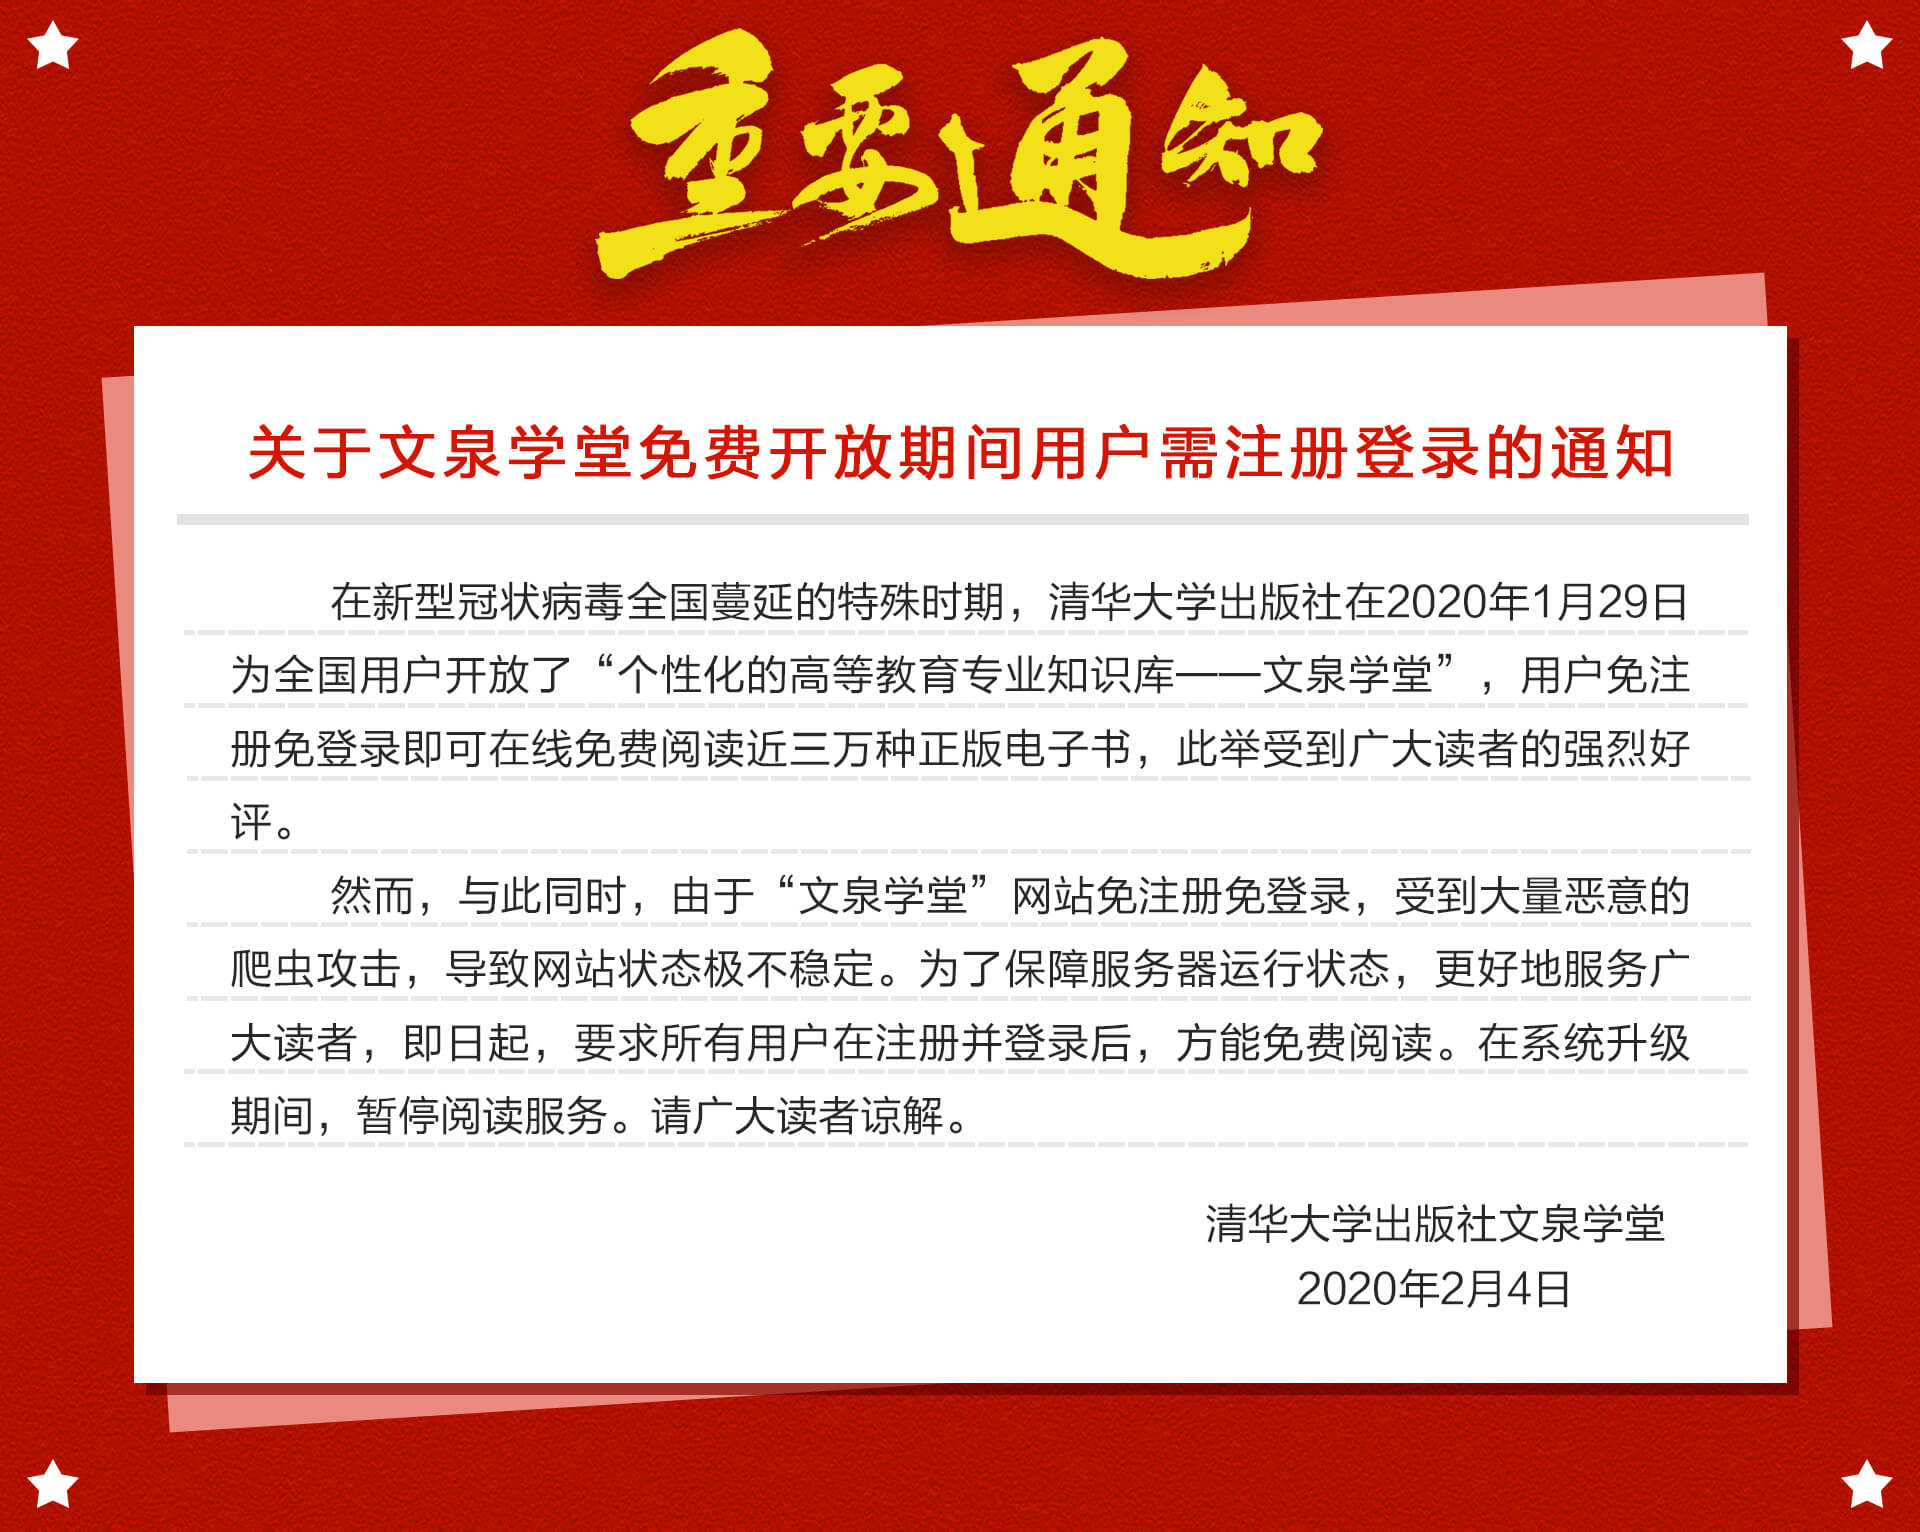 重要通知
关于文泉学堂免费开放期间用户需注册登录的通知
在新型冠状病毒全国蔓延的特殊时期，清华大学出版社在2020年1月29日
为全国用户开放了“个性化的高等教育专业知识库——文泉学堂”，用户免注
册免登录即可在线免费阅读近三万种正版电子书，此举受到广大读者的强烈好
评。
然而，与此同时，由于“文泉学堂”网站免注册免登录，受到大量恶意的
爬虫攻击，导致网站状态极不稳定。为了保障服务器运行状态，更好地服务广
大读者，即日起，要求所有用户在注册并登录后，方能免费阅读。在系统升级
期间，暂停阅读服务。请广大读者谅解。
清华大学出版社文泉学堂
2020年2月4日